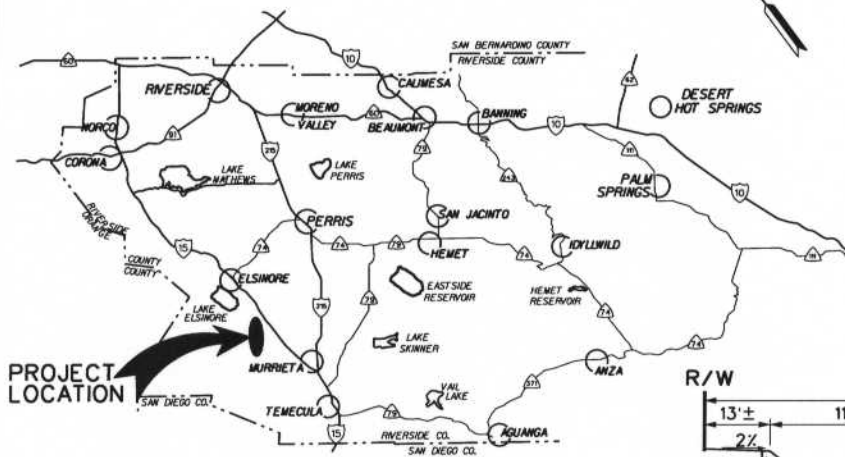 SAN BERNARDINO COUNTY
RIVERSIDE COUNTY
60
10
62
RIVERSIDE
CALIMESA
DESERT
HOT SPRINGS
MORENO
VALLEY
60
BEAUMONT
BANNING
10
NORCO
91
CORONA
215
79
111
LAKE
MATHEWS
LAKE
PERRIS
243
PALM
SPRINGS
10
RIVERSIDE
ORANGE
COUNTY
COUNTY
15
74
PERRIS
74
79
SAN JACINTO
HEMET
74
IDYLLWILD
111
ELSINORE
LAKE
ELSINORE
215
79
EASTSIDE
RESERVOIR
HEMET
RESERVOIR
74
74
LAKE
SKINNER
PROJECT
LOCATION
MURRIETA
ANZA
371
SAN DIEGO CO.
TEMECULA
15
79
VAIL
LAKE
AGUANGA
RIVERSIDE CO.
SAN DIEGO CO.
R/W
13'± 11
2%